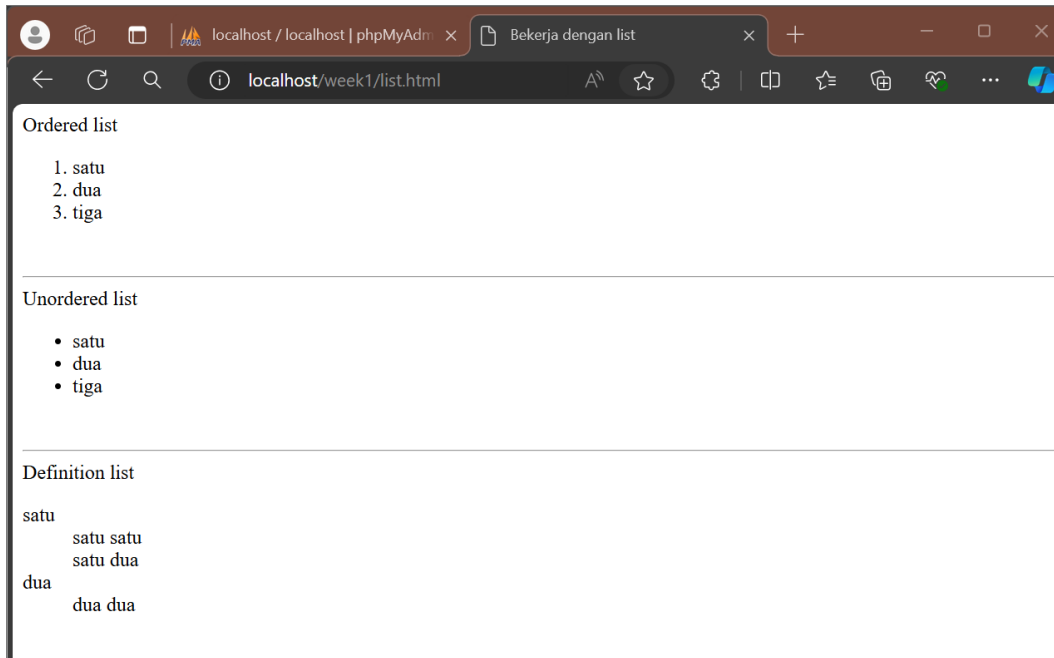 localhost / localhost | phpMyAdm
Bekerja dengan list
localhost/week1/list.html
Ordered list
1. satu
2. dua
3. tiga
Unordered list
• satu
• dua
• tiga
Definition list
satu
satu satu
satu dua
dua
dua dua